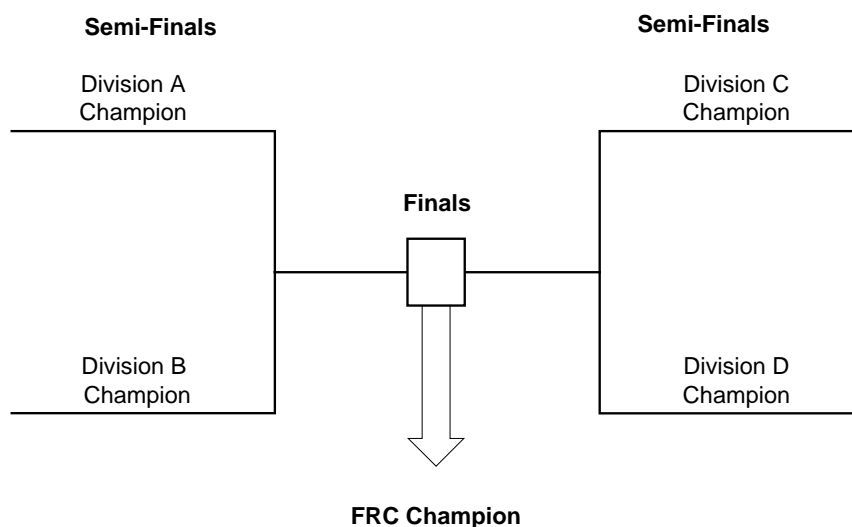 Semi-Finals
Semi-Finals
Division A
Champion
Division C
Champion
Finals
Division B
Champion
Division D
Champion
FRC Champion